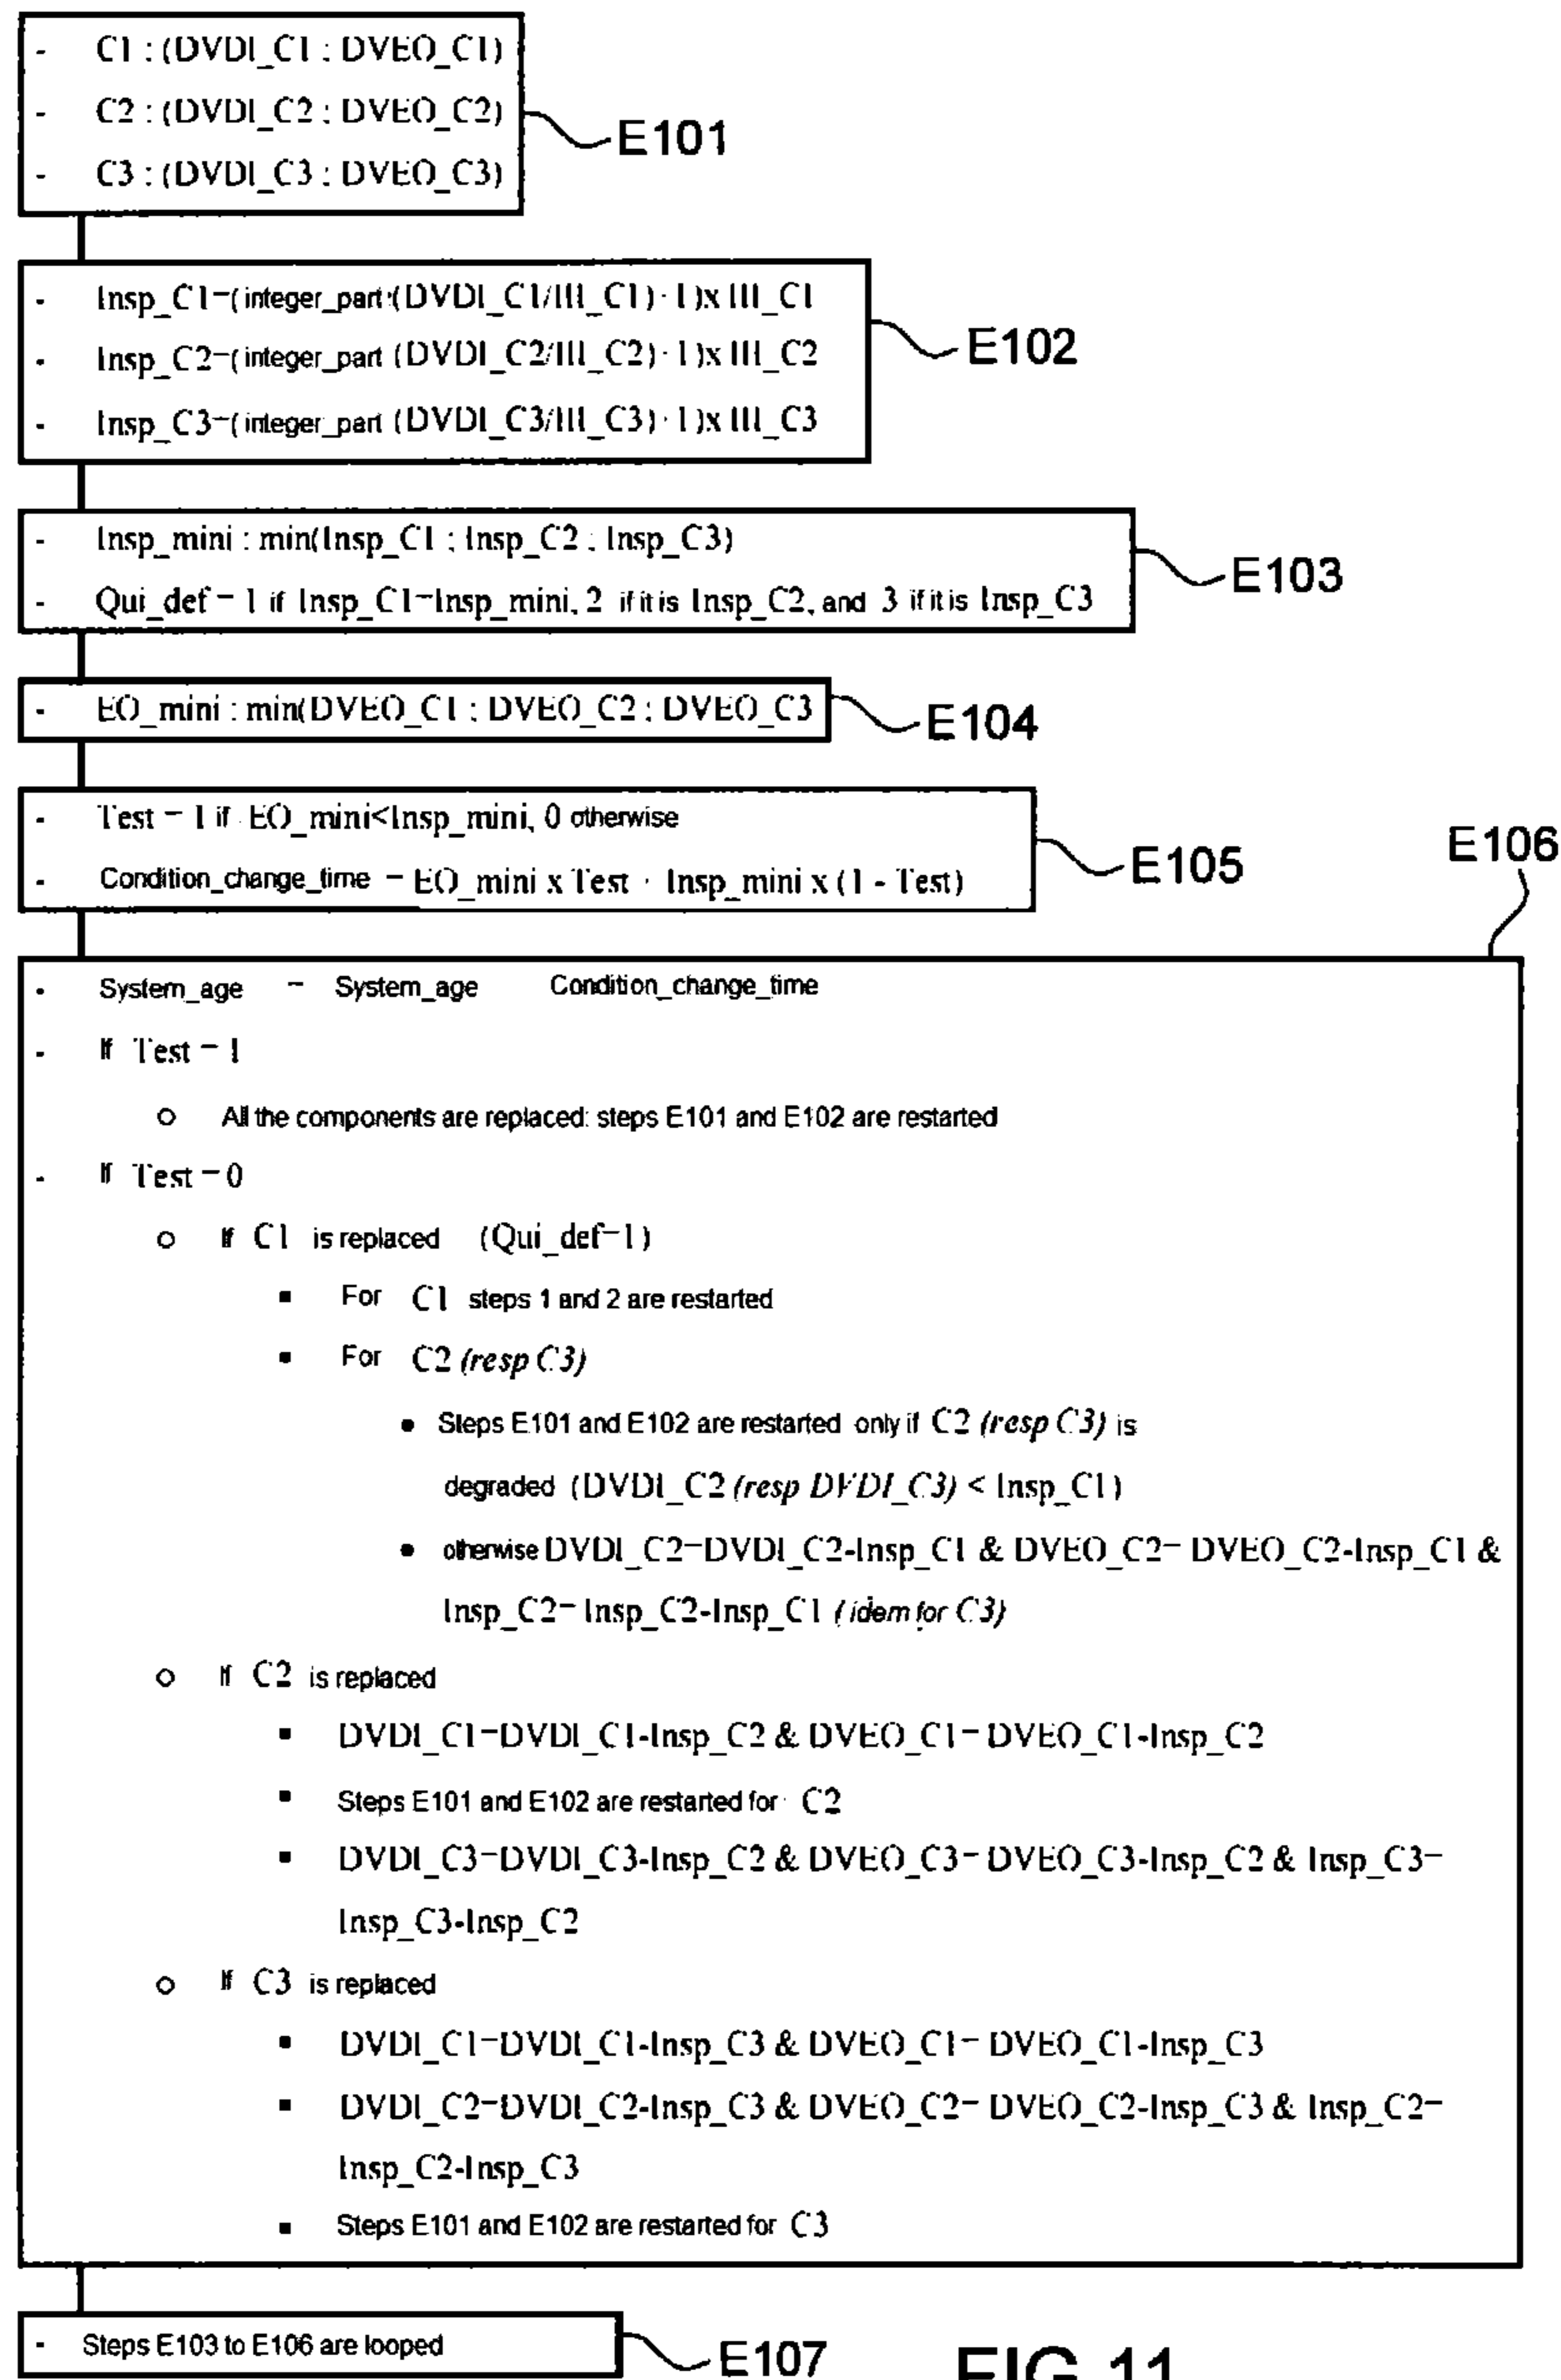 - C1 : (DVDI_C1 ; DVEO_C1)
- C2 : (DVDI_C2 ; DVEO_C2)
- C3 : (DVDI_C3 ; DVEO_C3)
E101
- Insp_C1=(integer_part (DVDI_C1/III_C1)+1)x III_C1
- Insp_C2=(integer_part (DVDI_C2/III_C2)+1)x III_C2
- Insp_C3=(integer_part (DVDI_C3/III_C3)+1)x III_C3
E102
- Insp_mini : min(Insp_C1 ; Insp_C2 ; Insp_C3)
- Qui_def = 1 if Insp_C1=Insp_mini, 2 if it is Insp_C2, and 3 if it is Insp_C3
E103
- EO_mini : min(DVEO_C1 ; DVEO_C2 ; DVEO_C3
E104
- Test = 1 if EO_mini<Insp_mini, 0 otherwise
- Condition_change_time = EO_mini x Test + Insp_mini x (1 - Test)
E105
E106
- System_age = System_age Condition_change_time
- If Test = 1
o All the components are replaced: steps E101 and E102 are restarted
- If Test = 0
o If C1 is replaced (Qui_def=1)
▪ For C1 steps 1 and 2 are restarted
▪ For C2 (resp C3)
• Steps E101 and E102 are restarted only if C2 (resp C3) is
degraded (DVDI_C2 (resp DVDI_C3) < Insp_C1)
• otherwise DVDI_C2=DVDI_C2-Insp_C1 & DVEO_C2= DVEO_C2-Insp_C1 &
Insp_C2= Insp_C2-Insp_C1 (idem for C3)
o If C2 is replaced
▪ DVDI_C1=DVDI_C1-Insp_C2 & DVEO_C1= DVEO_C1-Insp_C2
▪ Steps E101 and E102 are restarted for C2
▪ DVDI_C3=DVDI_C3-Insp_C2 & DVEO_C3= DVEO_C3-Insp_C2 & Insp_C3=
Insp_C3-Insp_C2
o If C3 is replaced
▪ DVDI_C1=DVDI_C1-Insp_C3 & DVEO_C1= DVEO_C1-Insp_C3
▪ DVDI_C2=DVDI_C2-Insp_C3 & DVEO_C2= DVEO_C2-Insp_C3 & Insp_C2=
Insp_C2-Insp_C3
▪ Steps E101 and E102 are restarted for C3
- Steps E103 to E106 are looped
E107
FIG.11